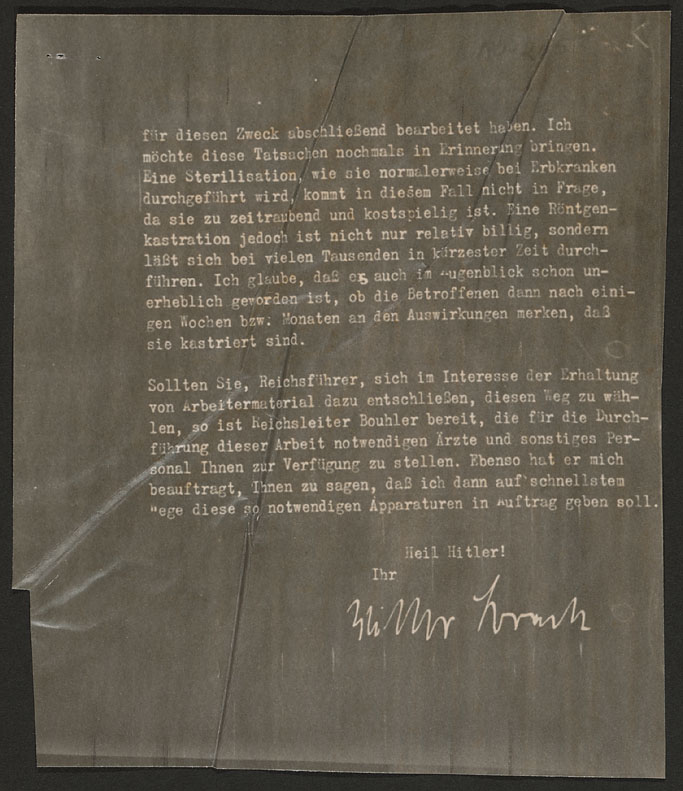 für diesen Zweck abschließend bearbeitet haben. Ich
möchte diese Tatsachen nochmals in Erinnerung bringen.
Eine Sterilisation, wie sie normalerweise bei Erbkranken
durchgeführt wird, kommt in diesem Fall nicht in Frage,
da sie zu zeitraubend und kostspielig ist. Eine Röntgen-
kastration jedoch ist nicht nur relativ billig, sondern
läßt sich bei vielen Tausenden in kürzester Zeit durch-
führen. Ich glaube, daß es auch im Augenblick schon un-
erheblich geworden ist, ob die Betroffenen dann nach eini-
gen Wochen bzw. Monaten an den Auswirkungen merken, daß
sie kastriert sind.
Sollten Sie, Reichsführer, sich im Interesse der Erhaltung
von Arbeitermaterial dazu entschließen, diesen Weg zu wäh-
len, so ist Reichsleiter Bouhler bereit, die für die Durch-
führung dieser Arbeit notwendigen Ärzte und sonstiges Per-
sonal Ihnen zur Verfügung zu stellen. Ebenso hat er mich
beauftragt, Ihnen zu sagen, daß ich dann auf schnellstem
Wege diese so notwendigen Apparaturen in Auftrag geben soll.
Heil Hitler!
Ihr
Viktor Brack